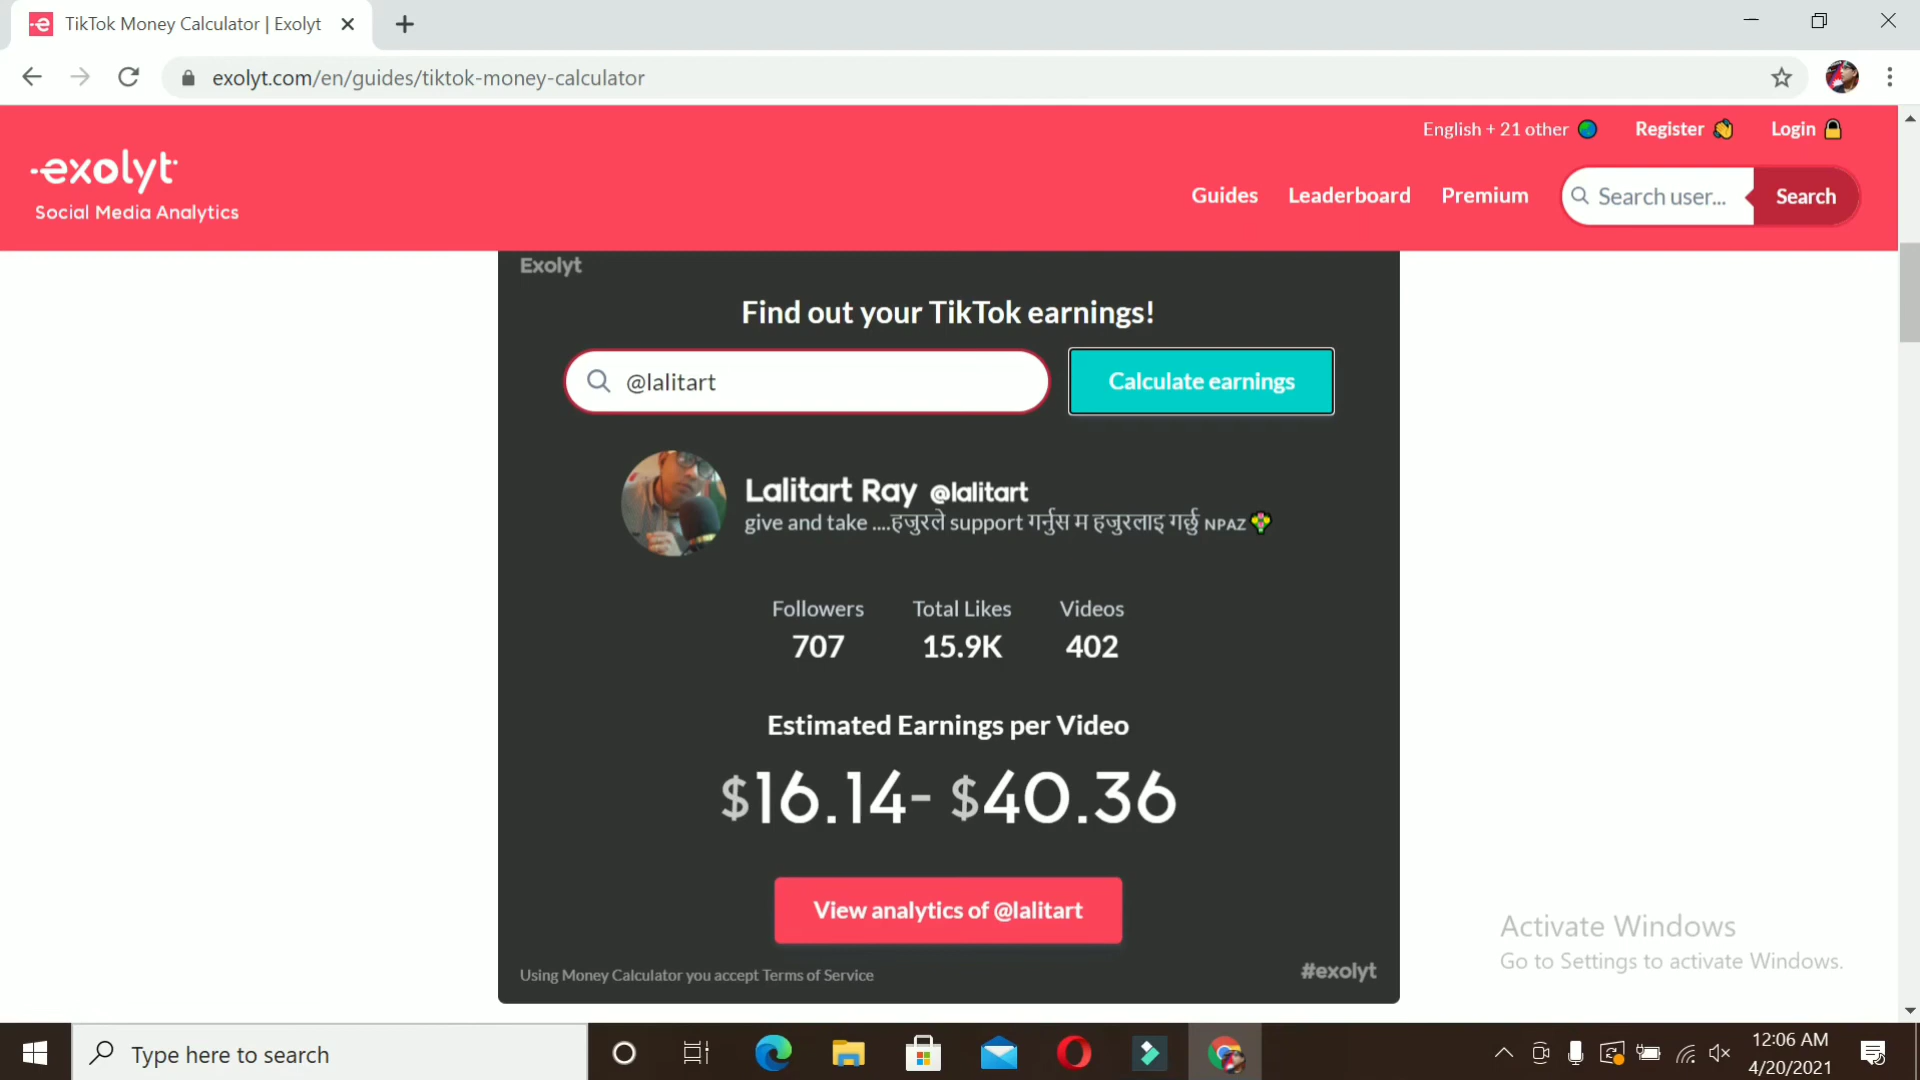 TikTok Money Calculator | Exolyt
exolyt.com/en/guides/tiktok-money-calculator
English + 21 other
Register
Login
exolyt
Social Media Analytics
Guides
Leaderboard
Premium
Search user...
Search
Exolyt
Find out your TikTok earnings!
@lalitart
Calculate earnings
Lalitart Ray @lalitart
give and take ....हजुरले support गर्नुस म हजुरलाइ गर्छु NPAZ
Followers Total Likes Videos
707 15.9K 402
Estimated Earnings per Video
$16.14- $40.36
View analytics of @lalitart
Using Money Calculator you accept Terms of Service
#exolyt
Activate Windows
Go to Settings to activate Windows.
Type here to search
12:06 AM
4/20/2021